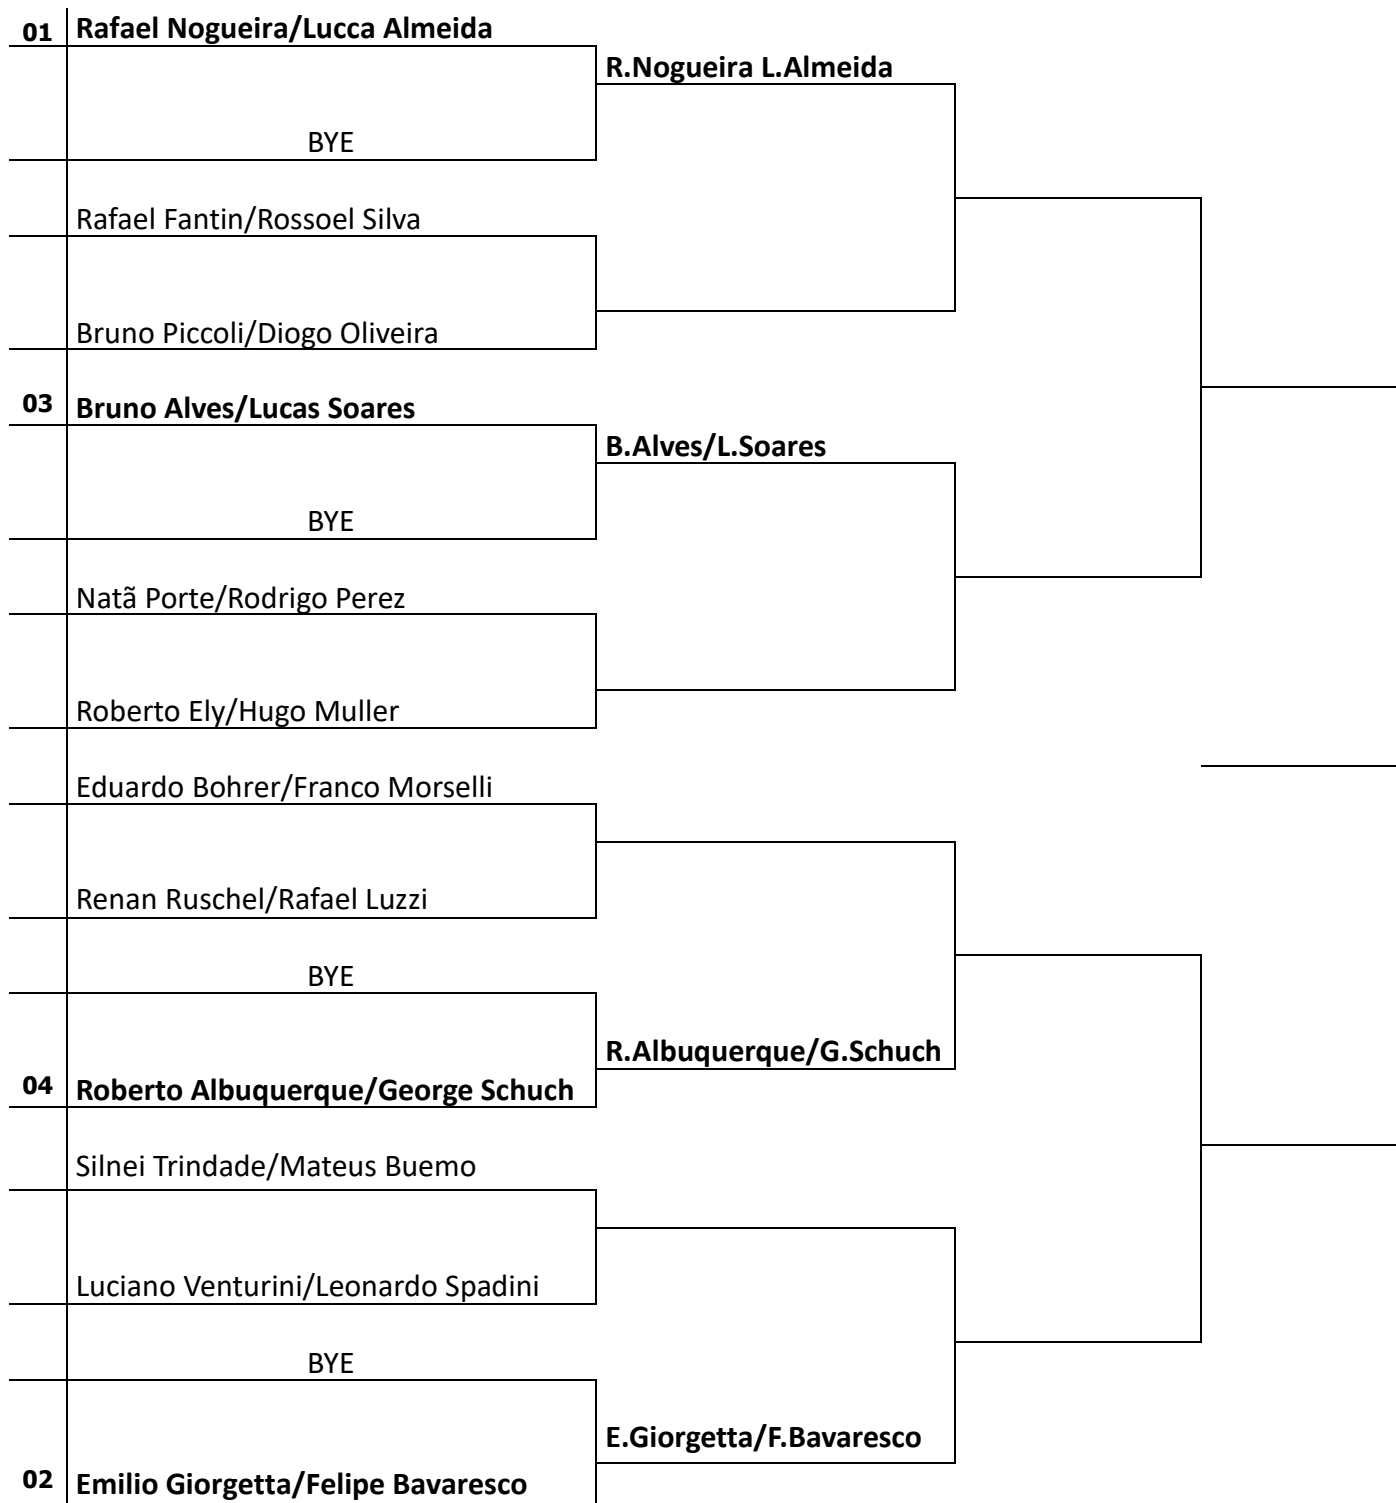 01 Rafael Nogueira/Lucca Almeida
R.Nogueira L.Almeida
BYE
Rafael Fantin/Rossoel Silva
Bruno Piccoli/Diogo Oliveira
03 Bruno Alves/Lucas Soares
B.Alves/L.Soares
BYE
Natã Porte/Rodrigo Perez
Roberto Ely/Hugo Muller
Eduardo Bohrer/Franco Morselli
Renan Ruschel/Rafael Luzzi
BYE
R.Albuquerque/G.Schuch
04 Roberto Albuquerque/George Schuch
Silnei Trindade/Mateus Buemo
Luciano Venturini/Leonardo Spadini
BYE
E.Giorgetta/F.Bavaresco
02 Emilio Giorgetta/Felipe Bavaresco